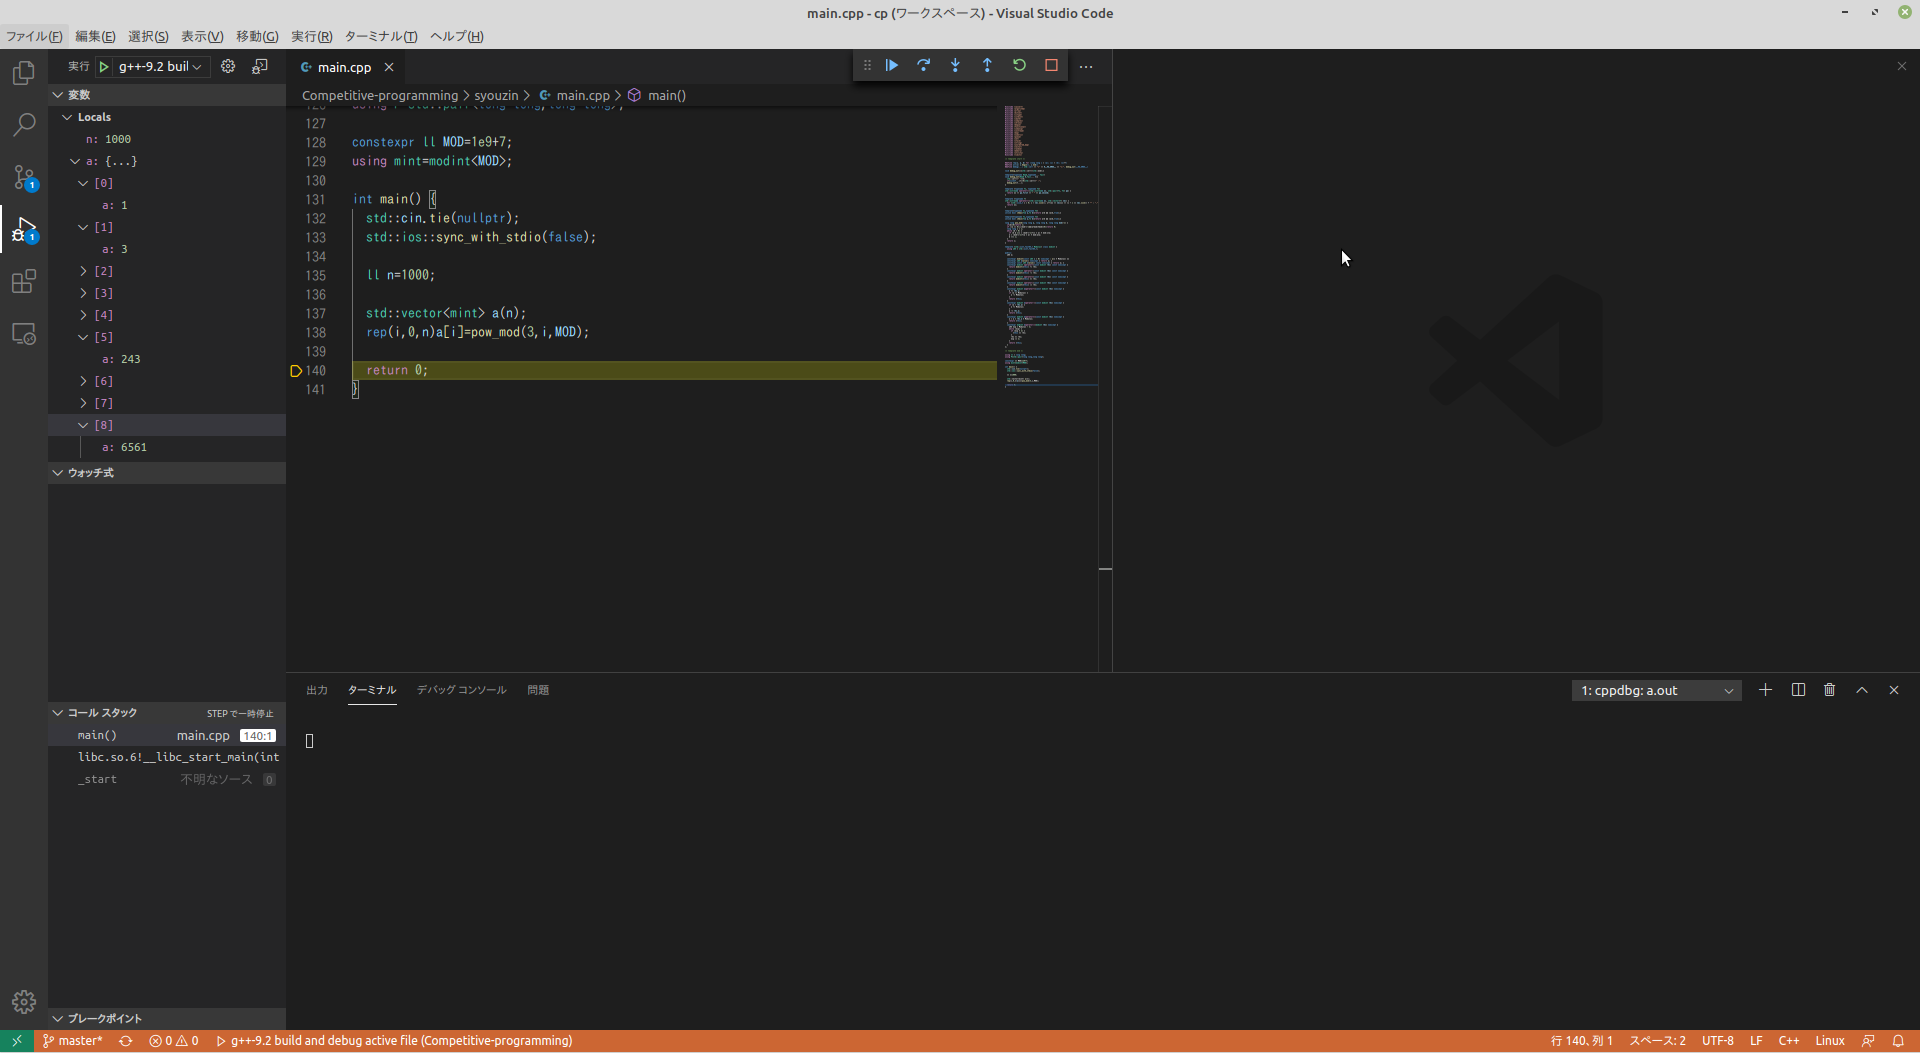 main.cpp - cp (ワークスペース) - Visual Studio Code
ファイル(F) 編集(E) 選択(S) 表示(V) 移動(G) 実行(R) ターミナル(T) ヘルプ(H)
実行 g++-9.2 buil
main.cpp
Competitive-programming > syouzin > main.cpp > main()
変数
Locals
n: 1000
a: {...}
[0]
a: 1
[1]
a: 3
[2]
[3]
[4]
[5]
a: 243
[6]
[7]
[8]
a: 6561
ウォッチ式
コール スタック STEP で一時停止
main() main.cpp 140:1
libc.so.6!__libc_start_main(int
_start 不明なソース 0
ブレークポイント
1
1
127
128 constexpr ll MOD=1e9+7;
129 using mint=modint<MOD>;
130
131 int main() {
132 std::cin.tie(nullptr);
133 std::ios::sync_with_stdio(false);
134
135 ll n=1000;
136
137 std::vector<mint> a(n);
138 rep(i,0,n)a[i]=pow_mod(3,i,MOD);
139
140 return 0;
141 }
出力 ターミナル デバッグ コンソール 問題
1: cppdbg: a.out
master* 0 0 g++-9.2 build and debug active file (Competitive-programming)
行 140、列 1 スペース: 2 UTF-8 LF C++ Linux